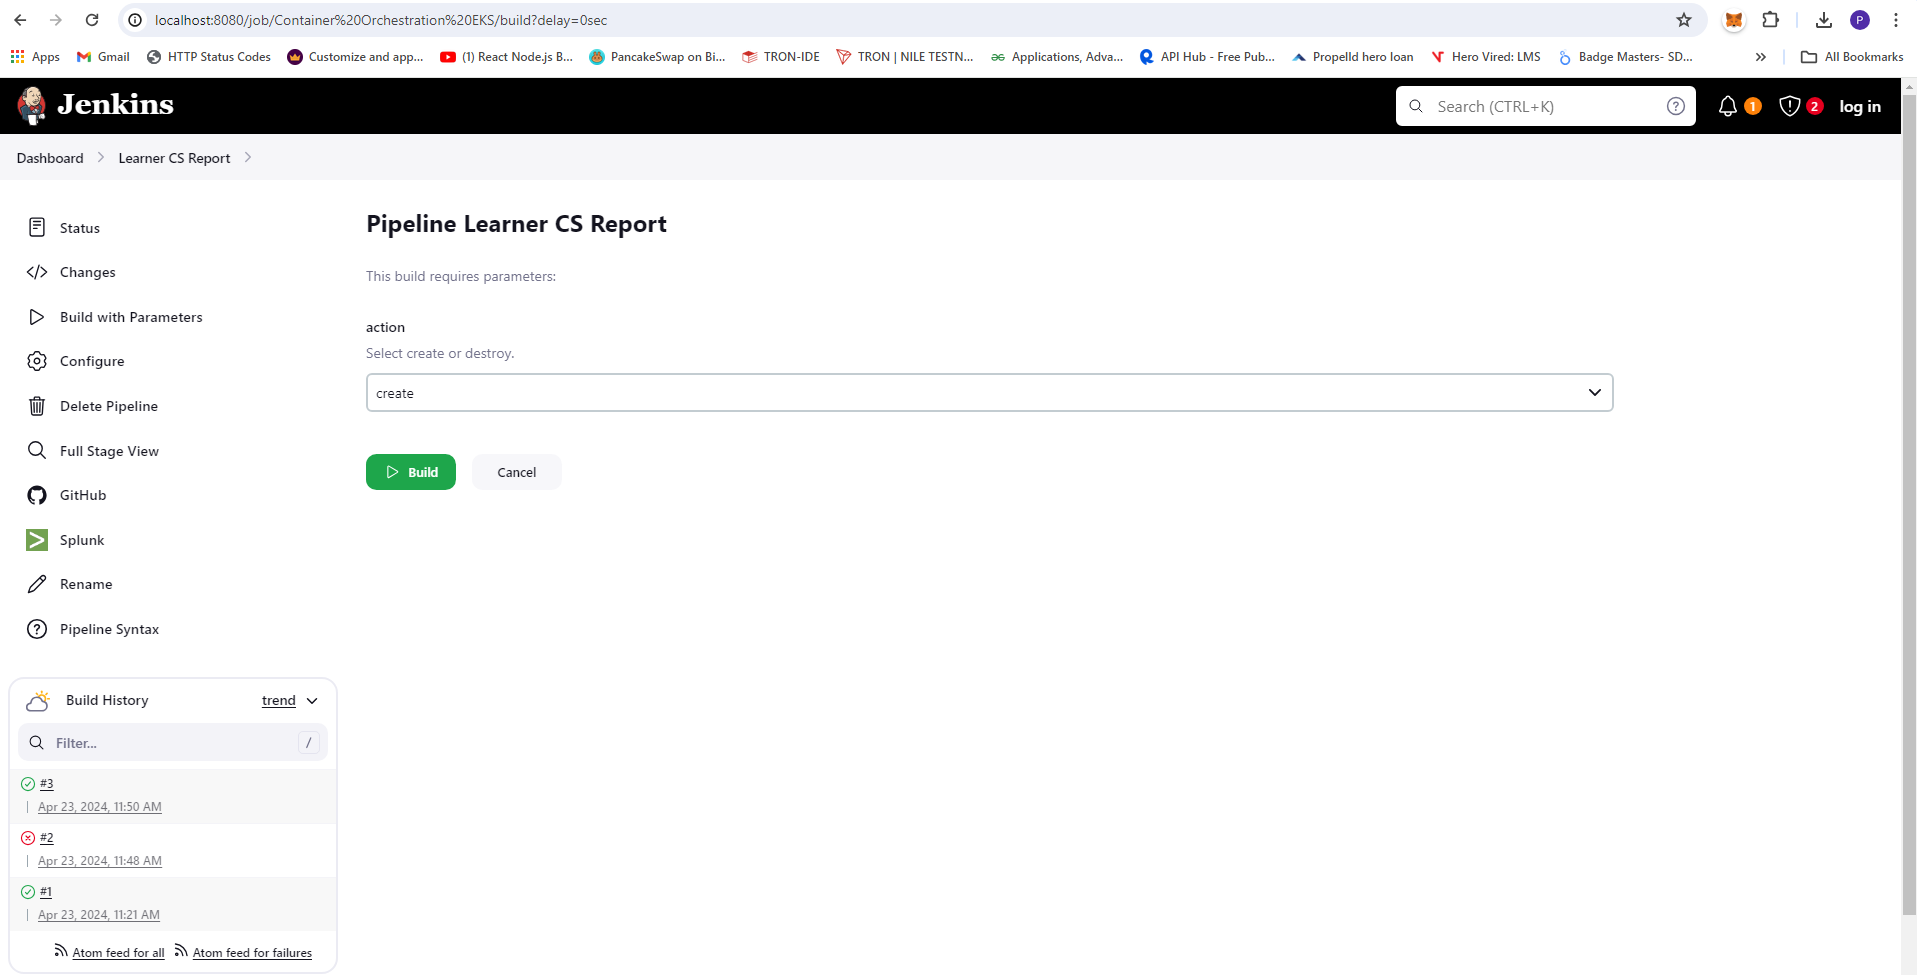 localhost:8080/job/Container%20Orchestration%20EKS/build?delay=0sec
P
Apps Gmail HTTP Status Codes Customize and app... (1) React Node.js B... PancakeSwap on Bi... TRON-IDE TRON | NILE TESTN... Applications, Adva... API Hub - Free Pub... Propelld hero loan Hero Vired: LMS Badge Masters- SD... » All Bookmarks
Jenkins
Search (CTRL+K) ? 1 2 log in
Dashboard > Learner CS Report >
Status
Changes
Build with Parameters
Configure
Delete Pipeline
Full Stage View
GitHub
Splunk
Rename
Pipeline Syntax
Pipeline Learner CS Report
This build requires parameters:
action
Select create or destroy.
create
Build Cancel
Build History trend
Filter... /
#3
Apr 23, 2024, 11:50 AM
#2
Apr 23, 2024, 11:48 AM
#1
Apr 23, 2024, 11:21 AM
Atom feed for all Atom feed for failures